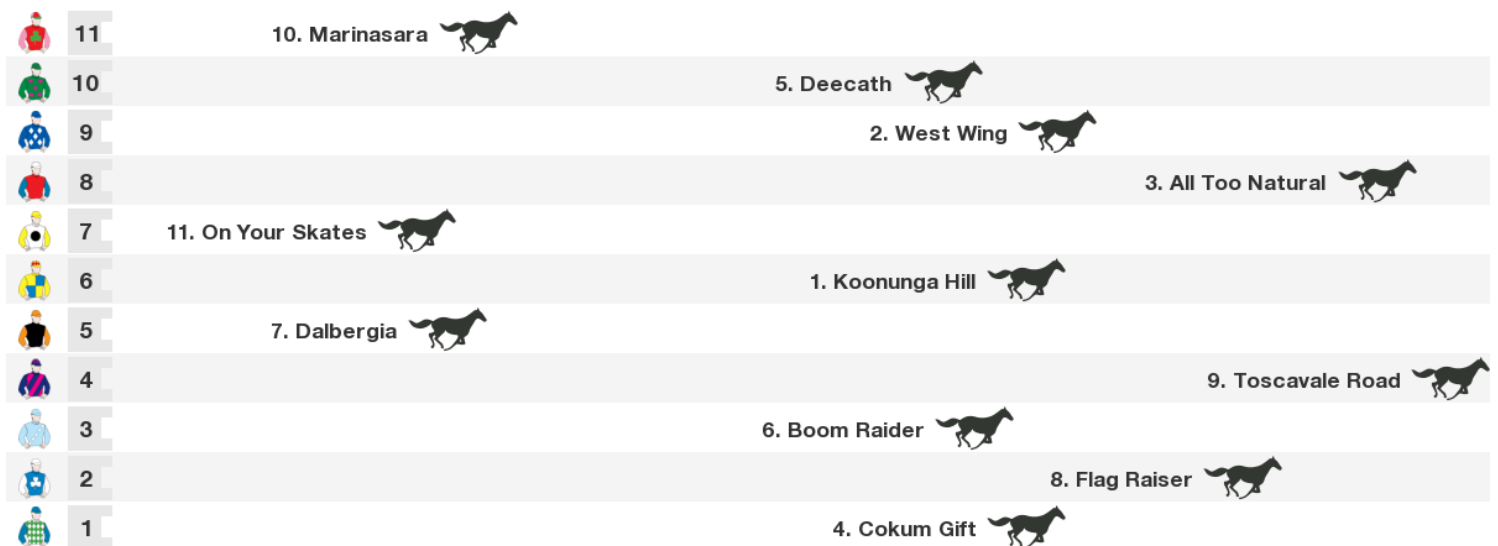 11 10. Marinasara
10 5. Deecath
9 2. West Wing
8 3. All Too Natural
7 11. On Your Skates
6 1. Koonunga Hill
5 7. Dalbergia
4 9. Toscavale Road
3 6. Boom Raider
2 8. Flag Raiser
1 4. Cokum Gift